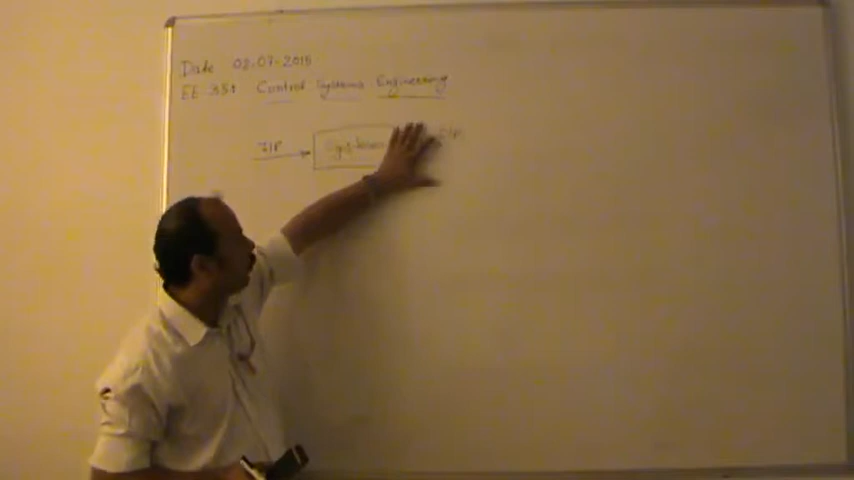 Date 02-07-2015
EE 351 Control Systems Engineering
I/P System O/P